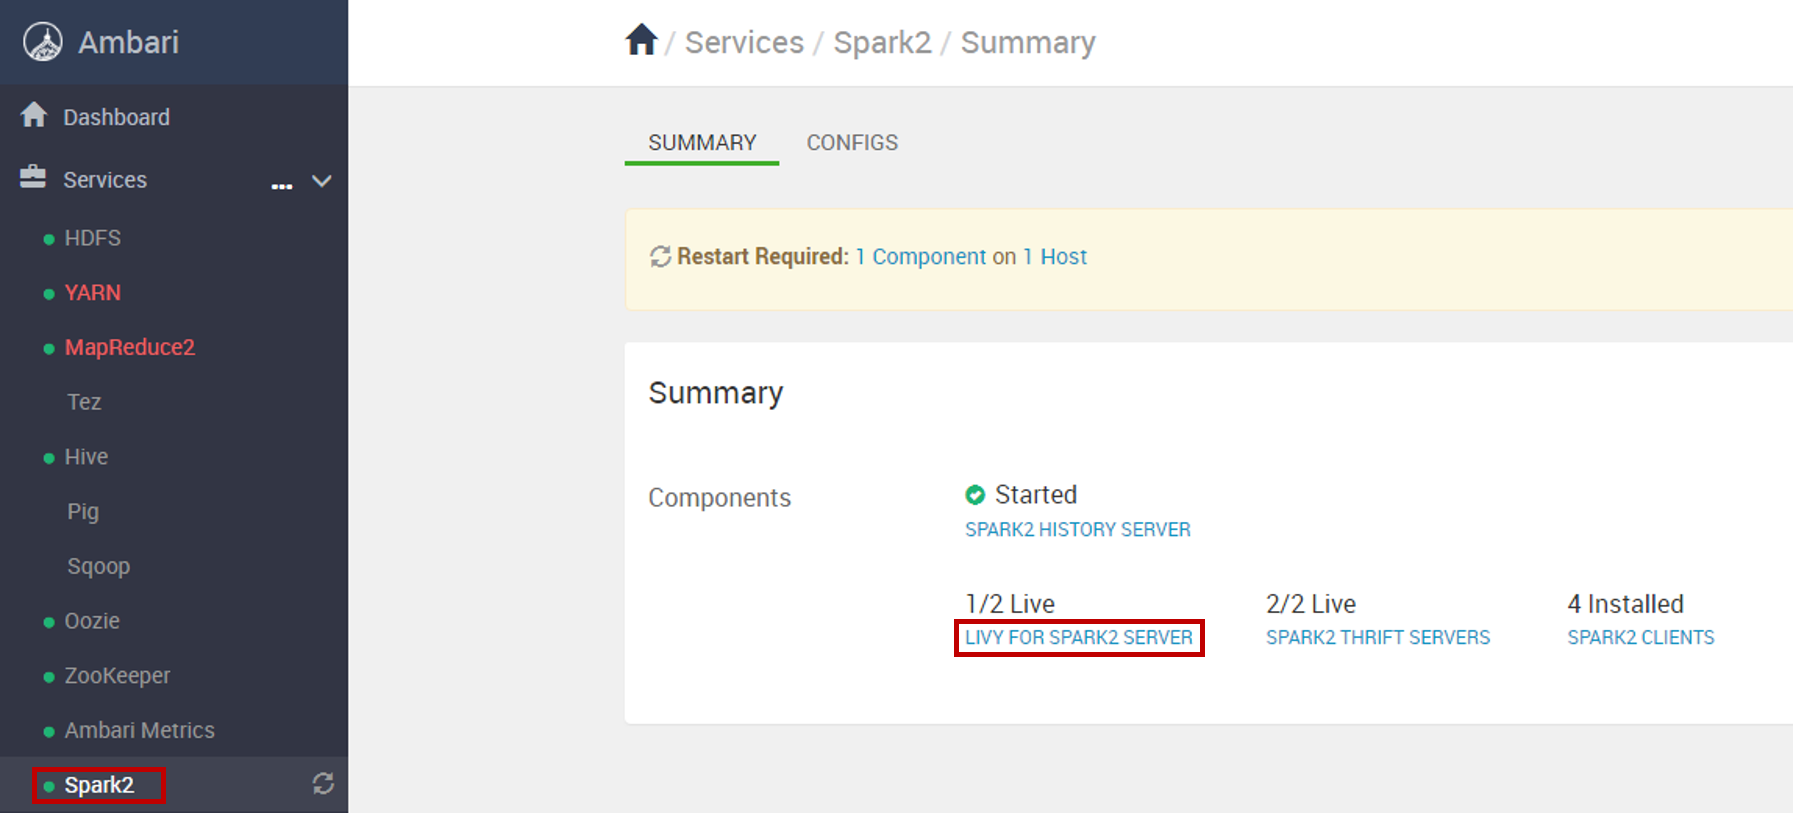 Ambari
Dashboard
Services ...
HDFS
YARN
MapReduce2
Tez
Hive
Pig
Sqoop
Oozie
ZooKeeper
Ambari Metrics
Spark2
/ Services / Spark2 / Summary
SUMMARY CONFIGS
Restart Required: 1 Component on 1 Host
Summary
Components
Started
SPARK2 HISTORY SERVER
1/2 Live
LIVY FOR SPARK2 SERVER
2/2 Live
SPARK2 THRIFT SERVERS
4 Installed
SPARK2 CLIENTS